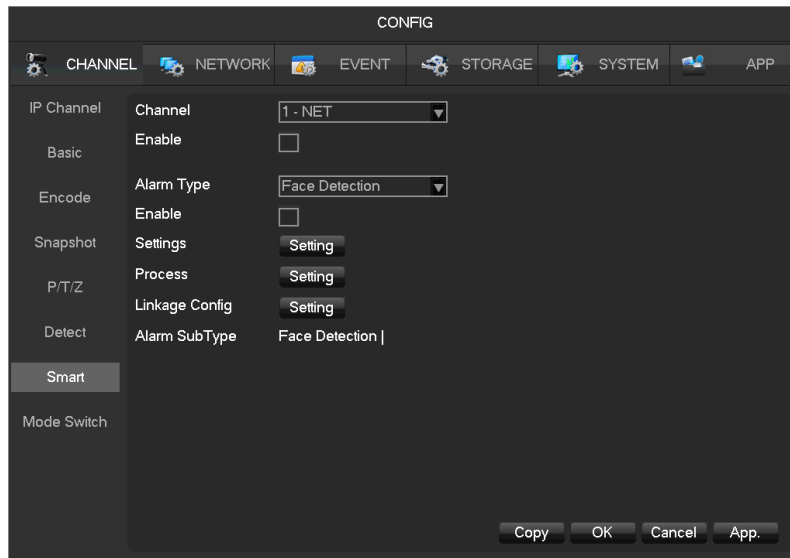 CONFIG
CHANNEL NETWORK EVENT STORAGE SYSTEM APP
IP Channel
Basic
Encode
Snapshot
P/T/Z
Detect
Smart
Mode Switch
Channel 1 - NET
Enable
Alarm Type Face Detection
Enable
Settings Setting
Process Setting
Linkage Config Setting
Alarm SubType Face Detection |
Copy OK Cancel App.